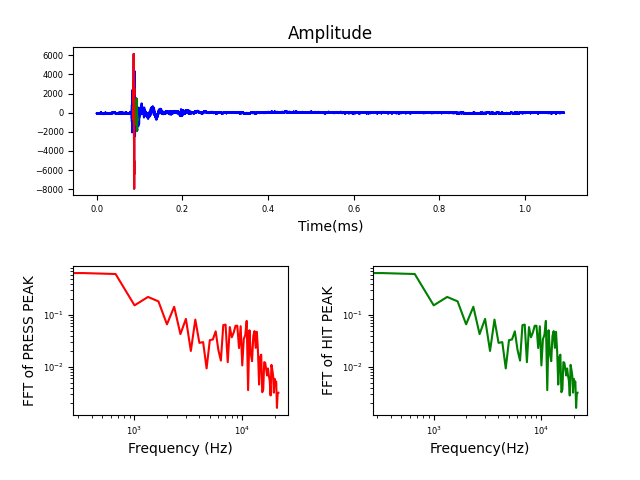 Amplitude
6000
4000
2000
0
−2000
−4000
−6000
−8000
0.0 0.2 0.4 0.6 0.8 1.0
Time(ms)
FFT of PRESS PEAK
10⁻¹
10⁻²
10³ 10⁴
Frequency (Hz)
FFT of HIT PEAK
10⁻¹
10⁻²
10³ 10⁴
Frequency(Hz)